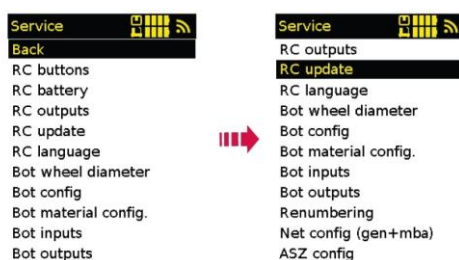 Service
Back
RC buttons
RC battery
RC outputs
RC update
RC language
Bot wheel diameter
Bot config
Bot material config.
Bot inputs
Bot outputs
Service
RC outputs
RC update
RC language
Bot wheel diameter
Bot config
Bot material config.
Bot inputs
Bot outputs
Renumbering
Net config (gen+mba)
ASZ config